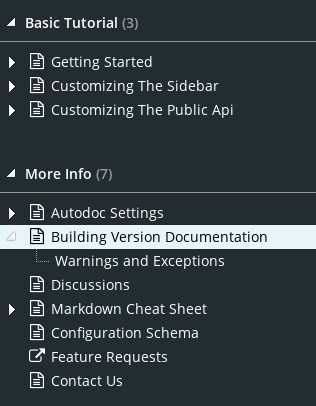 Basic Tutorial (3)
Getting Started
Customizing The Sidebar
Customizing The Public Api
More Info (7)
Autodoc Settings
Building Version Documentation
Warnings and Exceptions
Discussions
Markdown Cheat Sheet
Configuration Schema
Feature Requests
Contact Us